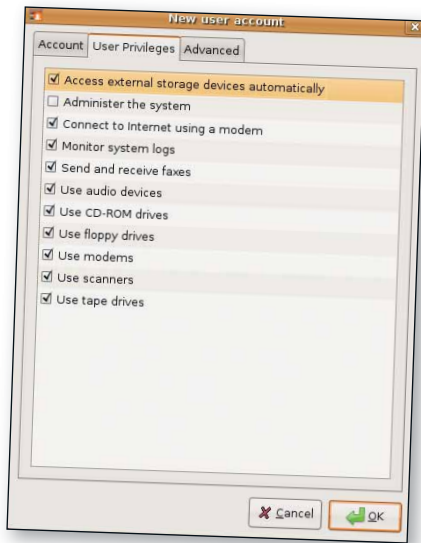 New user account
Account User Privileges Advanced
Access external storage devices automatically
Administer the system
Connect to Internet using a modem
Monitor system logs
Send and receive faxes
Use audio devices
Use CD-ROM drives
Use floppy drives
Use modems
Use scanners
Use tape drives
Cancel OK